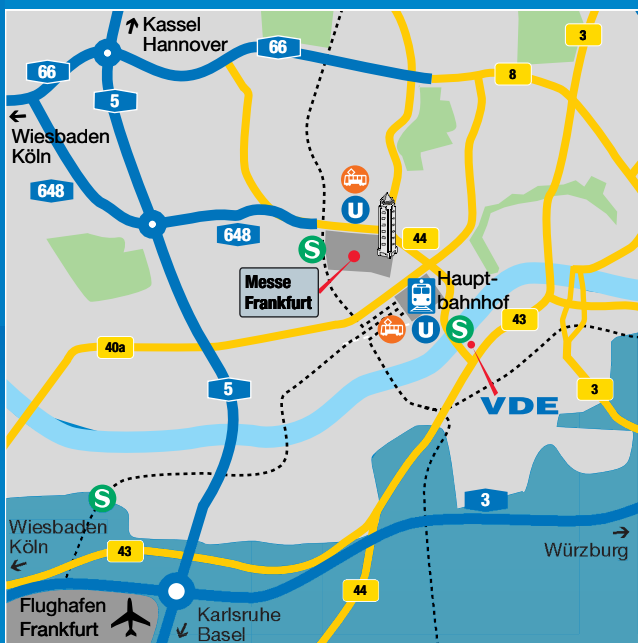 Kassel
Hannover
3
66
66
8
5
Wiesbaden
Köln
648
U
648
S
44
Messe
Frankfurt
Haupt-
bahnhof
U
S
43
40a
5
3
VDE
S
3
Wiesbaden
Köln
43
Würzburg
44
Flughafen
Frankfurt
Karlsruhe
Basel